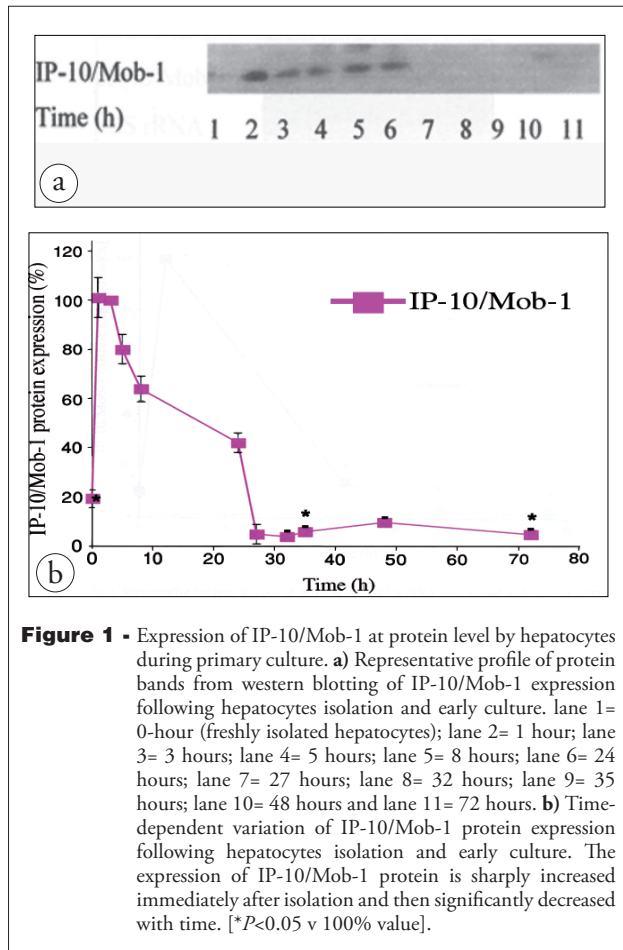 IP-10/Mob-1
Time (h) 1 2 3 4 5 6 7 8 9 10 11
a
120
100
80
60
40
20
0
IP-10/Mob-1 protein expression (%)
IP-10/Mob-1
*
*
*
0 10 20 30 40 50 60 70 80
Time (h)
b
Figure 1 - Expression of IP-10/Mob-1 at protein level by hepatocytes
during primary culture. a) Representative profile of protein
bands from western blotting of IP-10/Mob-1 expression
following hepatocytes isolation and early culture. lane 1=
0-hour (freshly isolated hepatocytes); lane 2= 1 hour; lane
3= 3 hours; lane 4= 5 hours; lane 5= 8 hours; lane 6= 24
hours; lane 7= 27 hours; lane 8= 32 hours; lane 9= 35
hours; lane 10= 48 hours and lane 11= 72 hours. b) Time-
dependent variation of IP-10/Mob-1 protein expression
following hepatocytes isolation and early culture. The
expression of IP-10/Mob-1 protein is sharply increased
immediately after isolation and then significantly decreased
with time. [*P<0.05 v 100% value].